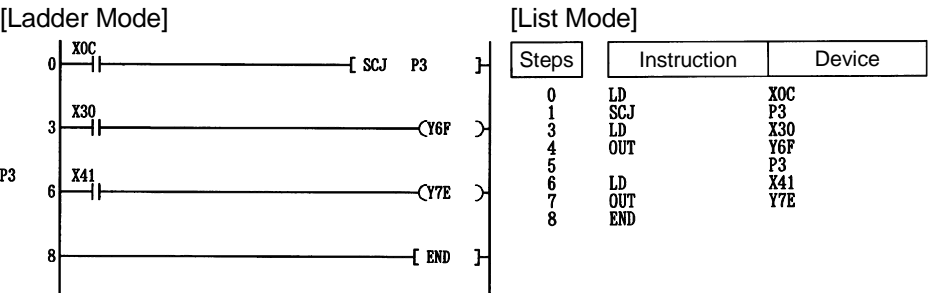 [Ladder Mode]
X0C
0 SCJ P3
X30
3 Y6F
P3 X41
6 Y7E
8 END
[List Mode]
Steps Instruction Device
0 LD X0C
1 SCJ P3
3 LD X30
4 OUT Y6F
5 P3
6 LD X41
7 OUT Y7E
8 END